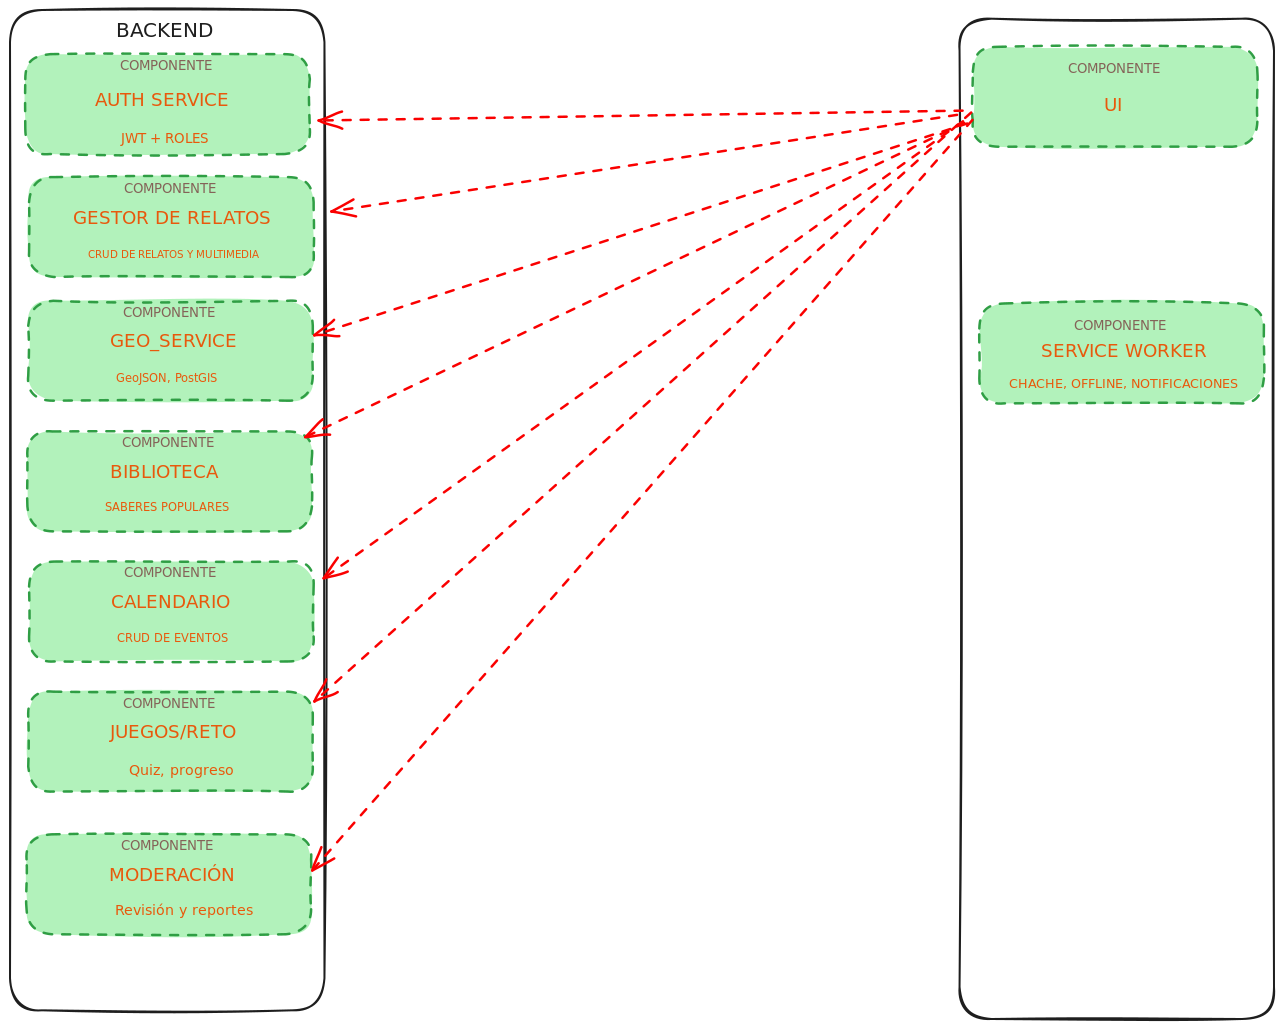 BACKEND
COMPONENTE
AUTH SERVICE
JWT + ROLES
COMPONENTE
GESTOR DE RELATOS
CRUD DE RELATOS Y MULTIMEDIA
COMPONENTE
GEO_SERVICE
GeoJSON, PostGIS
COMPONENTE
BIBLIOTECA
SABERES POPULARES
COMPONENTE
CALENDARIO
CRUD DE EVENTOS
COMPONENTE
JUEGOS/RETO
Quiz, progreso
COMPONENTE
MODERACIÓN
Revisión y reportes
COMPONENTE
UI
COMPONENTE
SERVICE WORKER
CHACHE, OFFLINE, NOTIFICACIONES